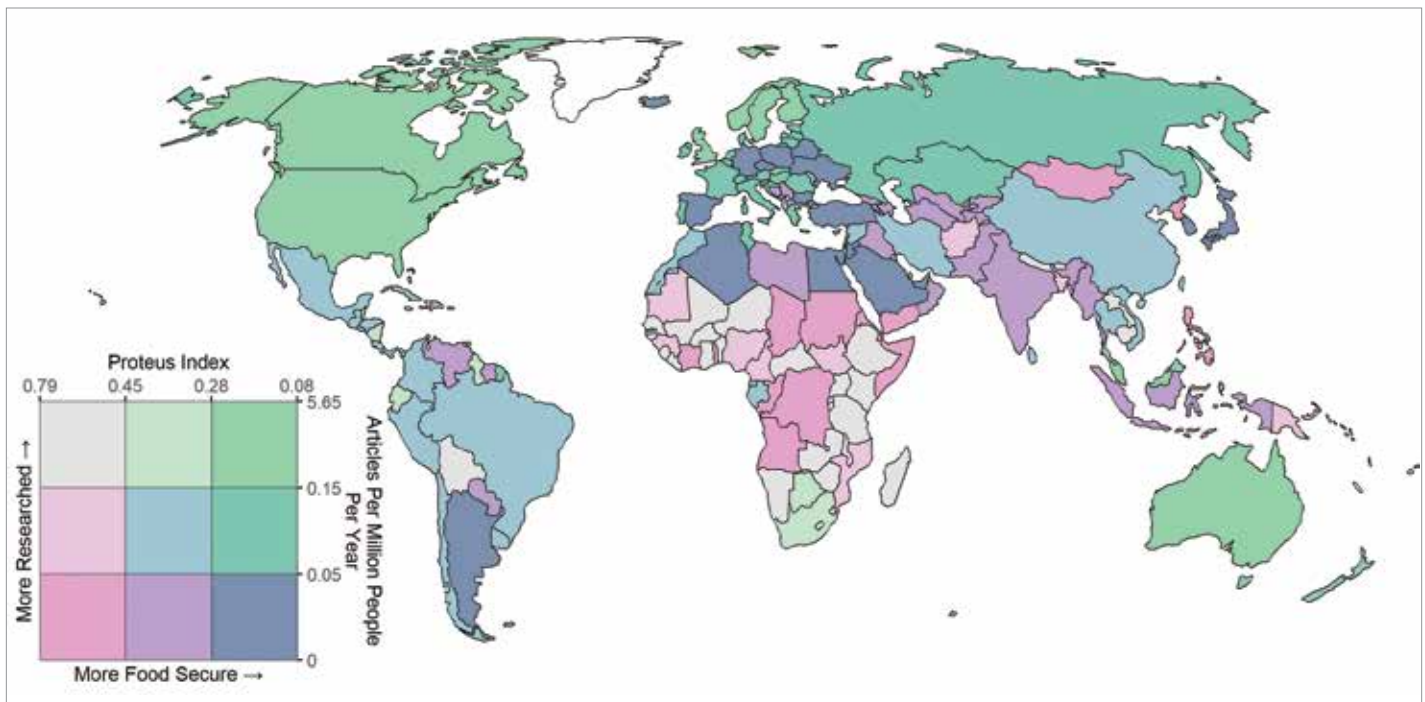 Proteus Index
0.79 0.45 0.28 0.08
5.65
0.15
0.05
0
Articles Per Million People
Per Year
More Researched →
More Food Secure →